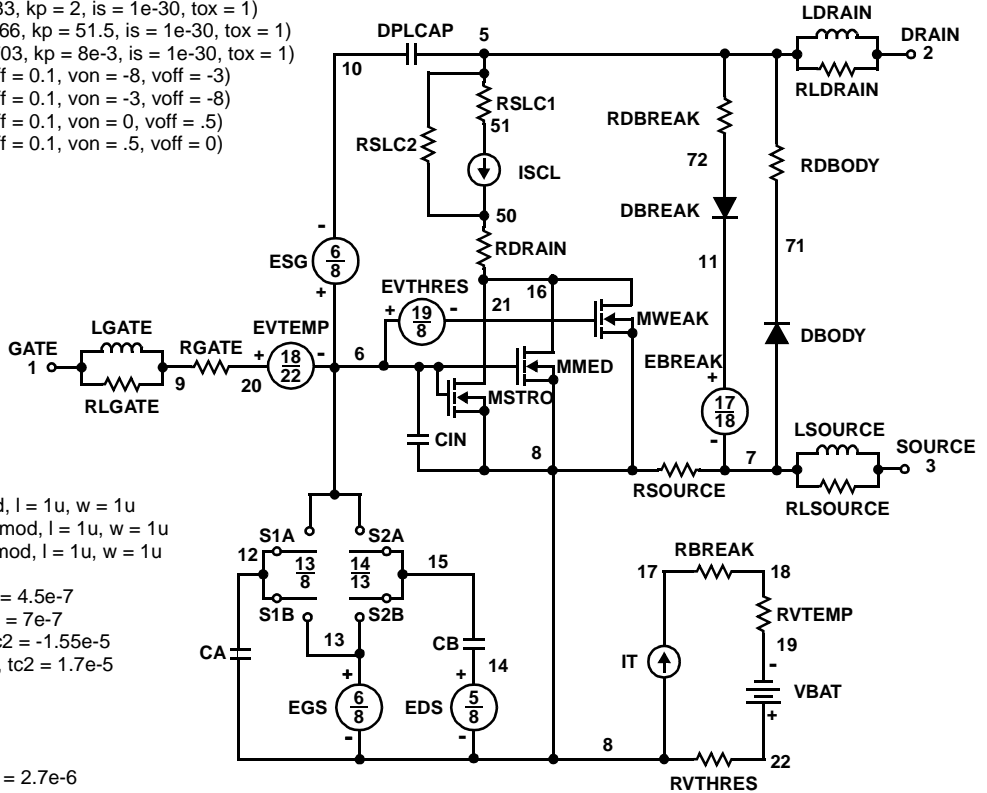 33, kp = 2, is = 1e-30, tox = 1)
66, kp = 51.5, is = 1e-30, tox = 1)
703, kp = 8e-3, is = 1e-30, tox = 1)
ff = 0.1, von = -8, voff = -3)
ff = 0.1, von = -3, voff = -8)
ff = 0.1, von = 0, voff = .5)
ff = 0.1, von = .5, voff = 0)
LDRAIN
DPLCAP 5 DRAIN
10 2
RSLC1 RLDRAIN
51 RDBREAK
RSLC2 72 RDBODY
ISCL
DBREAK
50
RDRAIN 71
ESG 6 8 11
EVTHRES 16
19 8 21 MWEAK
LGATE EVTEMP
GATE RGATE 18 22 6 MMED EBREAK DBODY
1 9 20
RLGATE MSTRO 17 18
CIN LSOURCE
8 7 SOURCE
3
RSOURCE RLSOURCE
d, l = 1u, w = 1u
mod, l = 1u, w = 1u
mod, l = 1u, w = 1u
S1A S2A
12 13 8 14 13 15
S1B S2B
RBREAK
17 18
= 4.5e-7
= 7e-7
c2 = -1.55e-5
, tc2 = 1.7e-5
RVTEMP
13 CB 19
CA 14 IT
VBAT
EGS 6 8 EDS 5 8
8 22
RVTHRES
= 2.7e-6